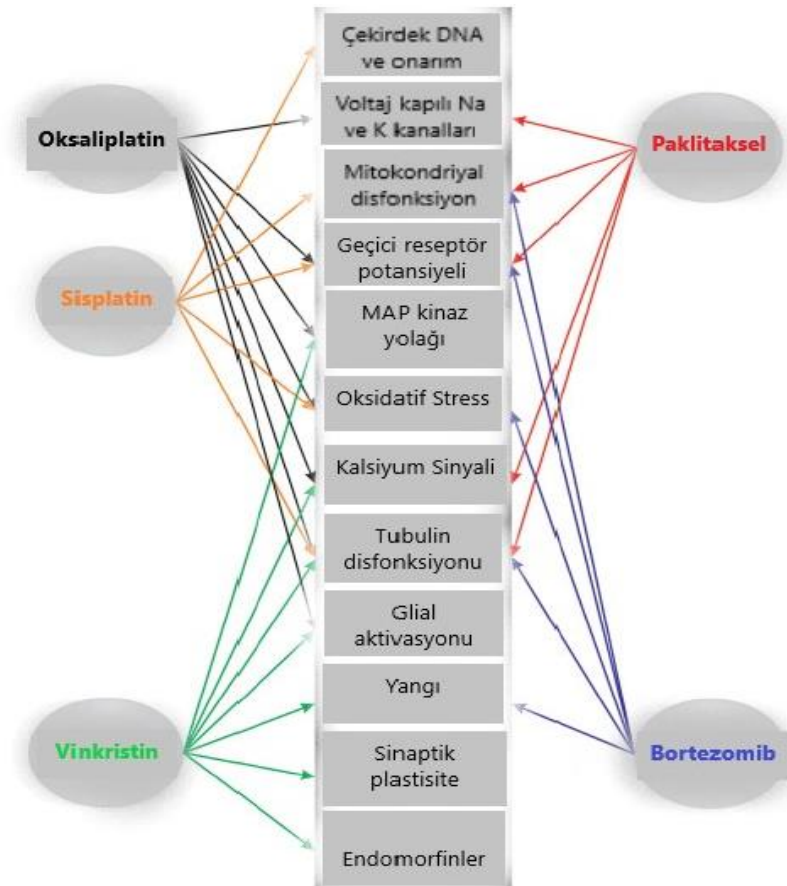 Çekirdek DNA
ve onarım
Oksaliplatin
Voltaj kapılı Na
ve K kanalları
Paklitaksel
Mitokondriyal
disfonksiyon
Geçici reseptör
potansiyeli
Sisplatin
MAP kinaz
yolağı
Oksidatif Stress
Kalsiyum Sinyali
Tubulin
disfonksiyonu
Glial
aktivasyonu
Yangı
Vinkristin
Bortezomib
Sinaptik
plastisite
Endomorfinler